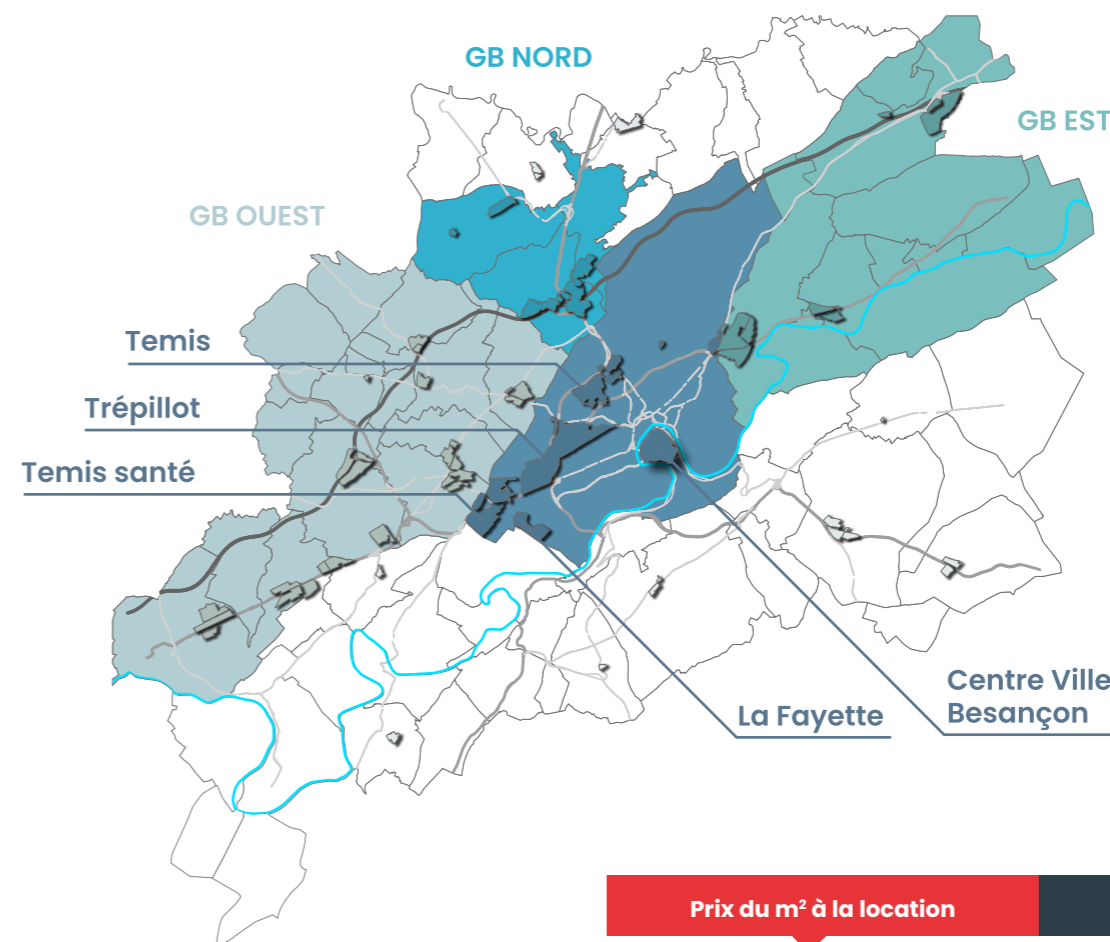 GB NORD
GB EST
GB OUEST
Temis
Trépillot
Temis santé
Centre Ville
Besançon
La Fayette
Prix du m² à la location